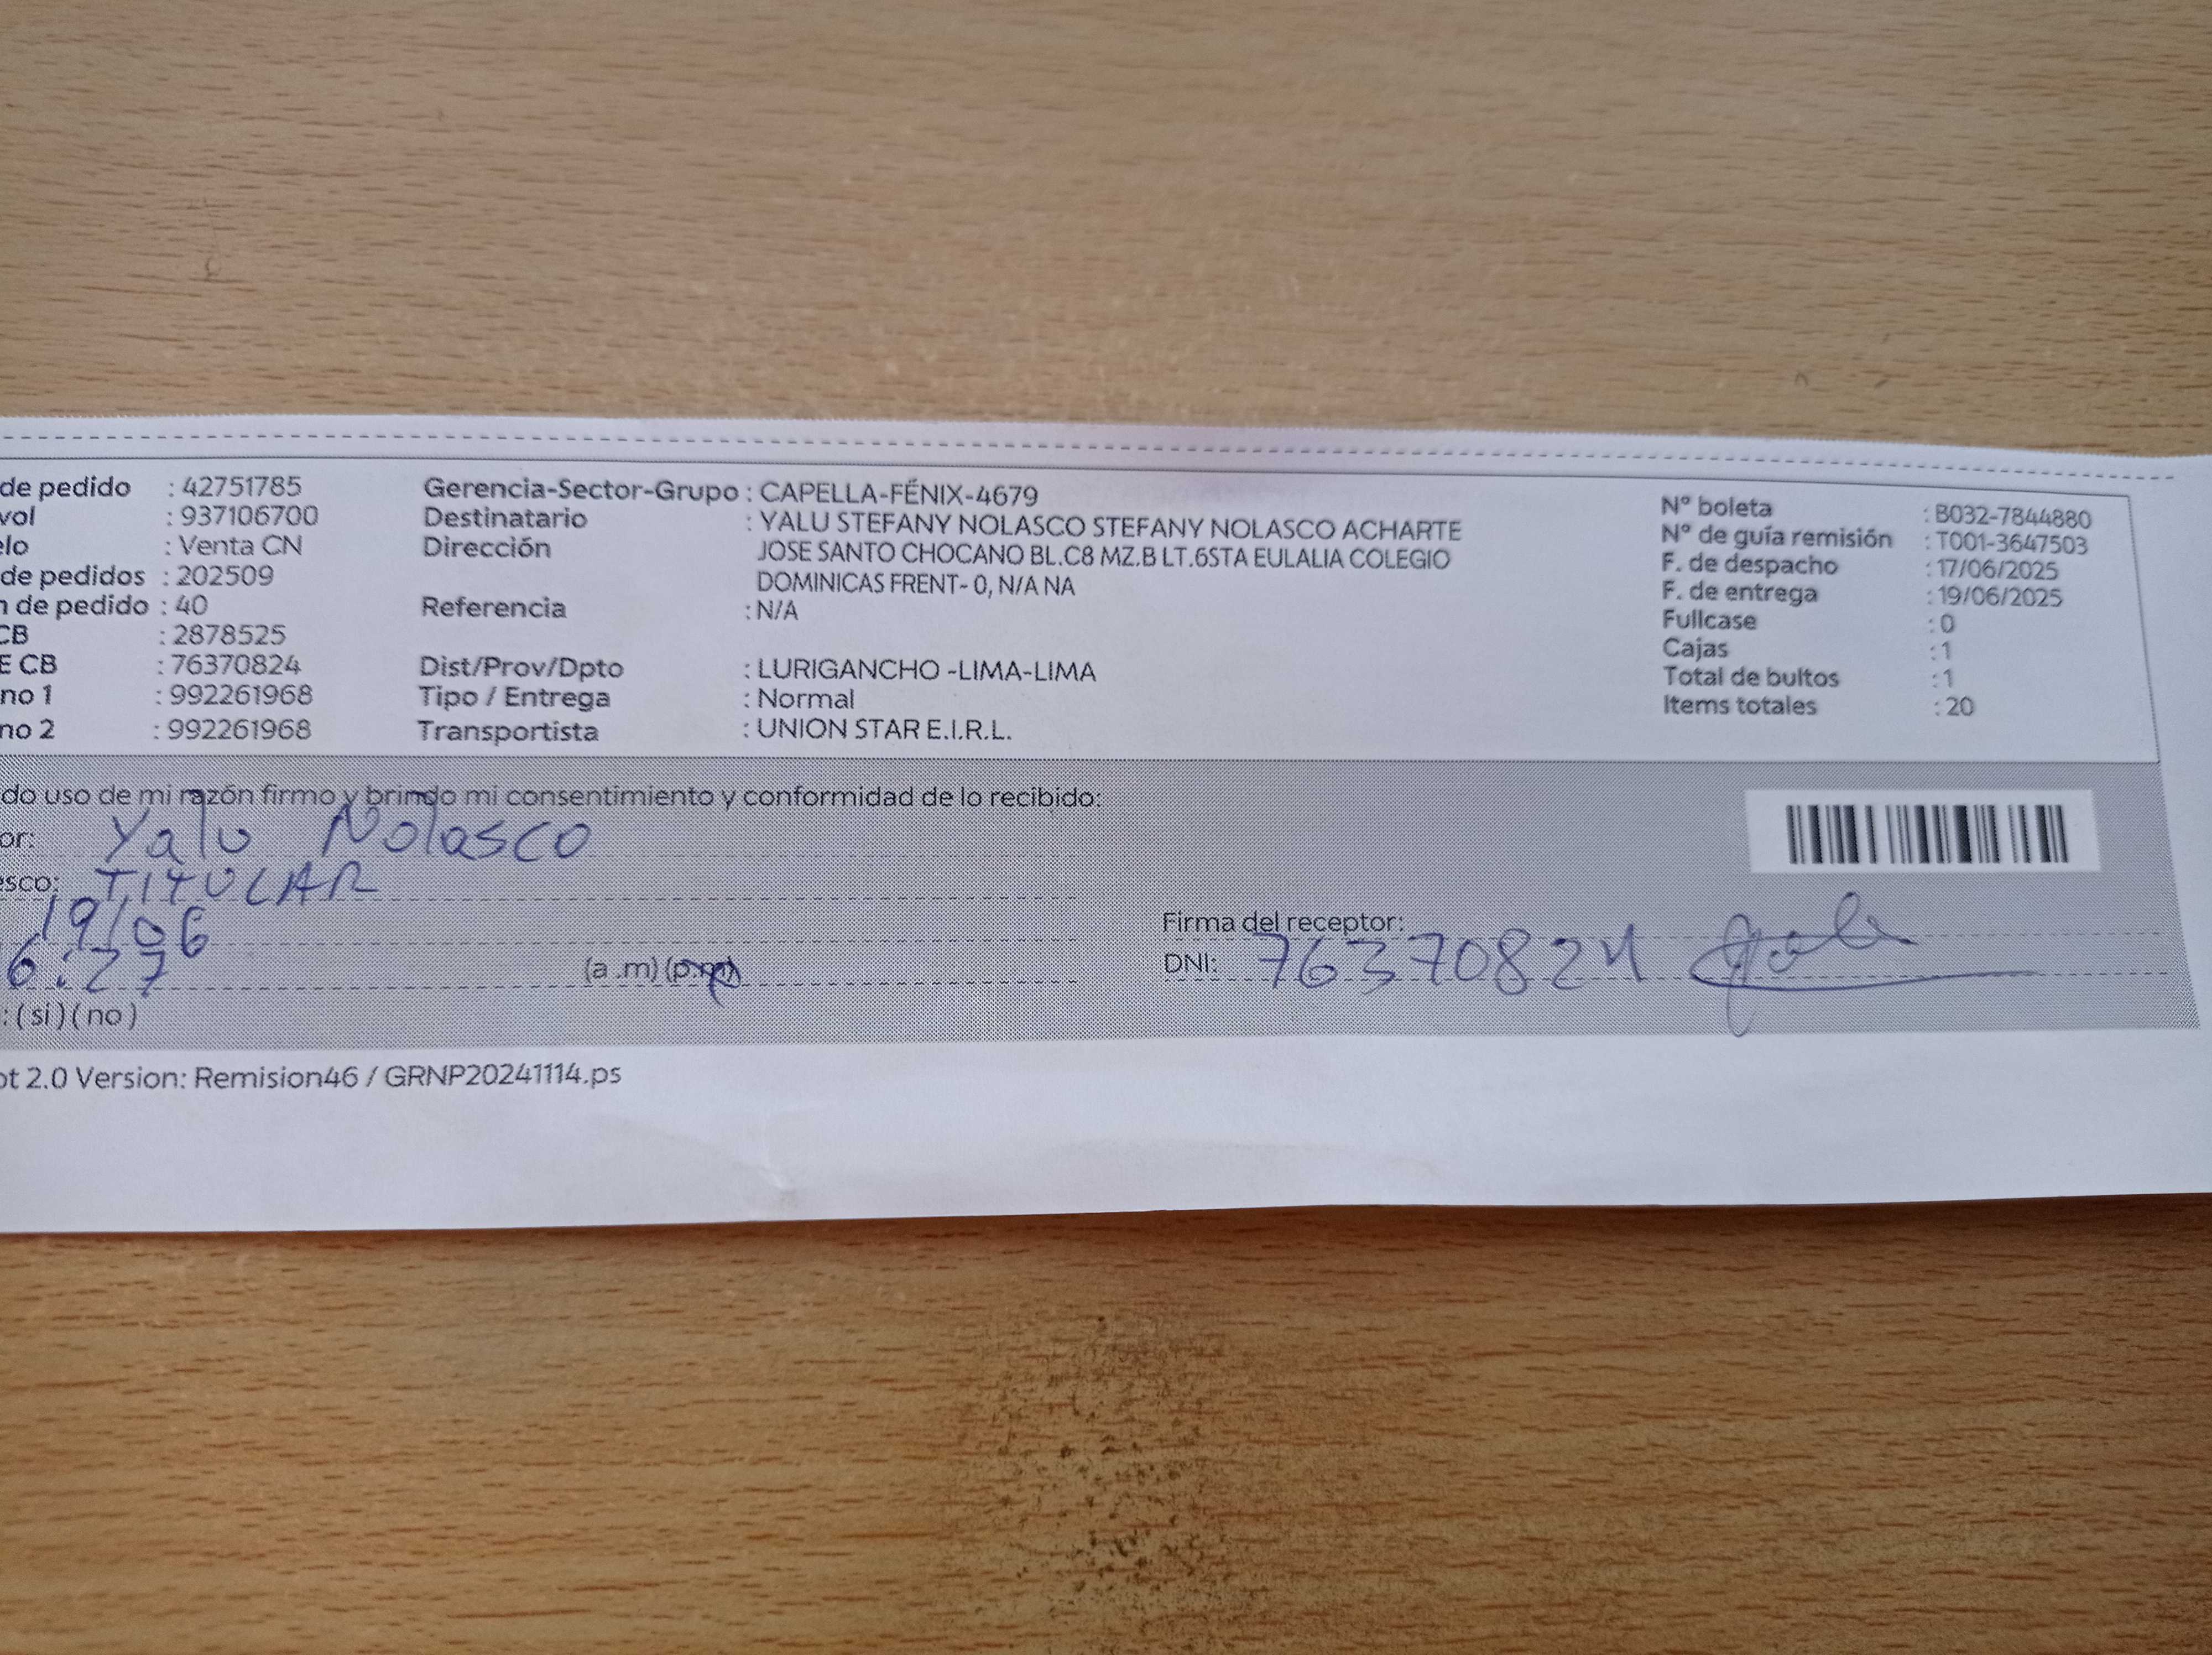 de pedido : 42751785
vol : 937106700
elo : Venta CN
de pedidos : 202509
n de pedido : 40
CB : 2878525
E CB : 76370824
no 1 : 992261968
no 2 : 992261968
Gerencia-Sector-Grupo : CAPELLA-FÉNIX-4679
Destinatario : YALU STEFANY NOLASCO STEFANY NOLASCO ACHARTE
Dirección JOSE SANTO CHOCANO BL.C8 MZ.B LT.6STA EULALIA COLEGIO
DOMINICAS FRENT- 0, N/A NA
Referencia : N/A
Dist/Prov/Dpto : LURIGANCHO -LIMA-LIMA
Tipo / Entrega : Normal
Transportista : UNION STAR E.I.R.L.
N° boleta : B032-7844880
N° de guía remisión : T001-3647503
F. de despacho : 17/06/2025
F. de entrega : 19/06/2025
Fullcase : 0
Cajas : 1
Total de bultos : 1
Items totales : 20
do uso de mi razón firmo y brindo mi consentimiento y conformidad de lo recibido:
or: Yalu Nolasco
esco: TITULAR
19/06
6:27 (a .m) (p.m)
: ( si ) ( no )
Firma del receptor:
DNI: 76370824
ot 2.0 Version: Remision46 / GRNP20241114.ps